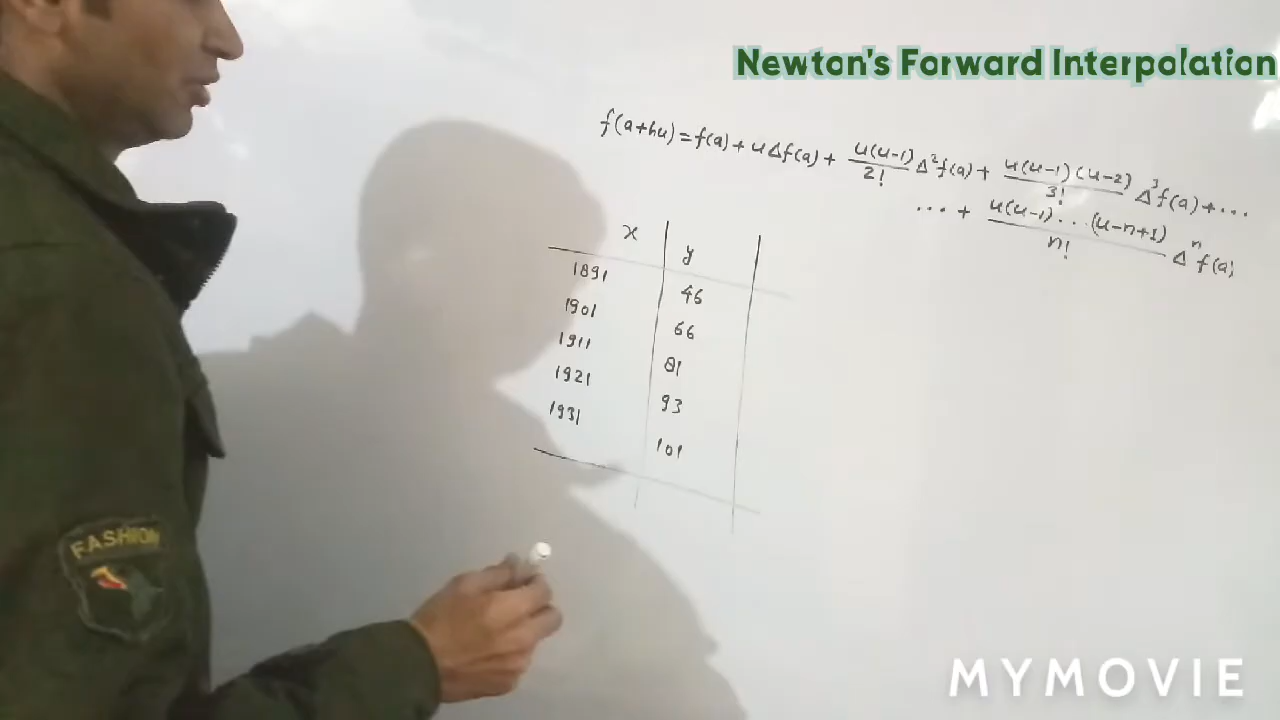 Newton's Forward Interpolation
f(a+hu) = f(a) + u Δf(a) + u(u-1)/2! Δ²f(a) + u(u-1)(u-2)/3! Δ³f(a) + ...
... + u(u-1)...(u-n+1)/n! Δⁿf(a)
x y
1891 46
1901 66
1911 81
1921 93
1931 101
FASHION
MYMOVIE